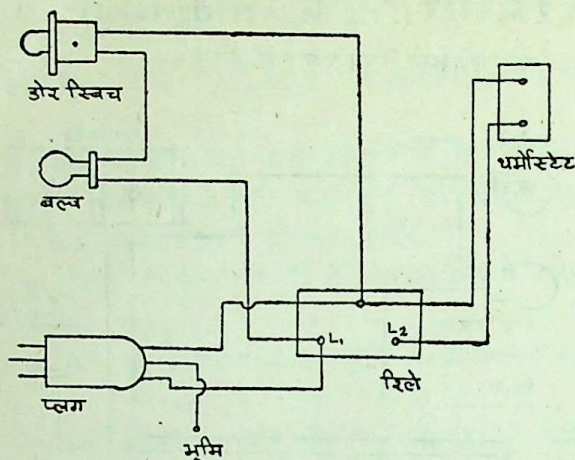 डोर स्विच
थर्मोस्टेट
बल्ब
L₁
L₂
रिले
प्लग
भूमि